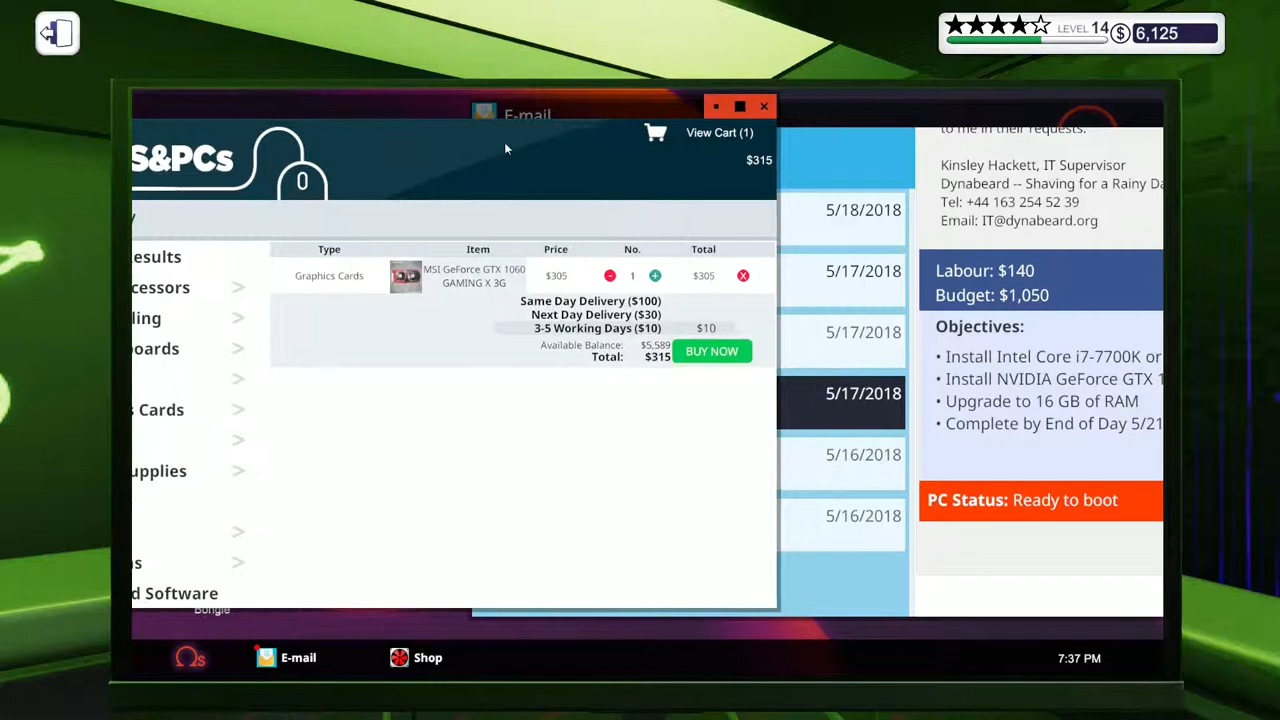 LEVEL 14
$ 6,125
E-mail
S&PCs
View Cart (1)
$315
esults
cessors >
ling >
oards >
>
s Cards >
>
upplies >
>
ns >
d Software
Type Item Price No. Total
Graphics Cards MSI GeForce GTX 1060 GAMING X 3G $305 - 1 + $305 X
Same Day Delivery ($100)
Next Day Delivery ($30)
3-5 Working Days ($10) $10
Available Balance: $5,589
Total: $315 BUY NOW
5/18/2018
5/17/2018
5/17/2018
5/17/2018
5/16/2018
5/16/2018
to me in their requests.
Kinsley Hackett, IT Supervisor
Dynabeard -- Shaving for a Rainy Da
Tel: +44 163 254 52 39
Email: IT@dynabeard.org
Labour: $140
Budget: $1,050
Objectives:
• Install Intel Core i7-7700K or
• Install NVIDIA GeForce GTX 1
• Upgrade to 16 GB of RAM
• Complete by End of Day 5/21
PC Status: Ready to boot
Bongle
Ωs E-mail Shop 7:37 PM